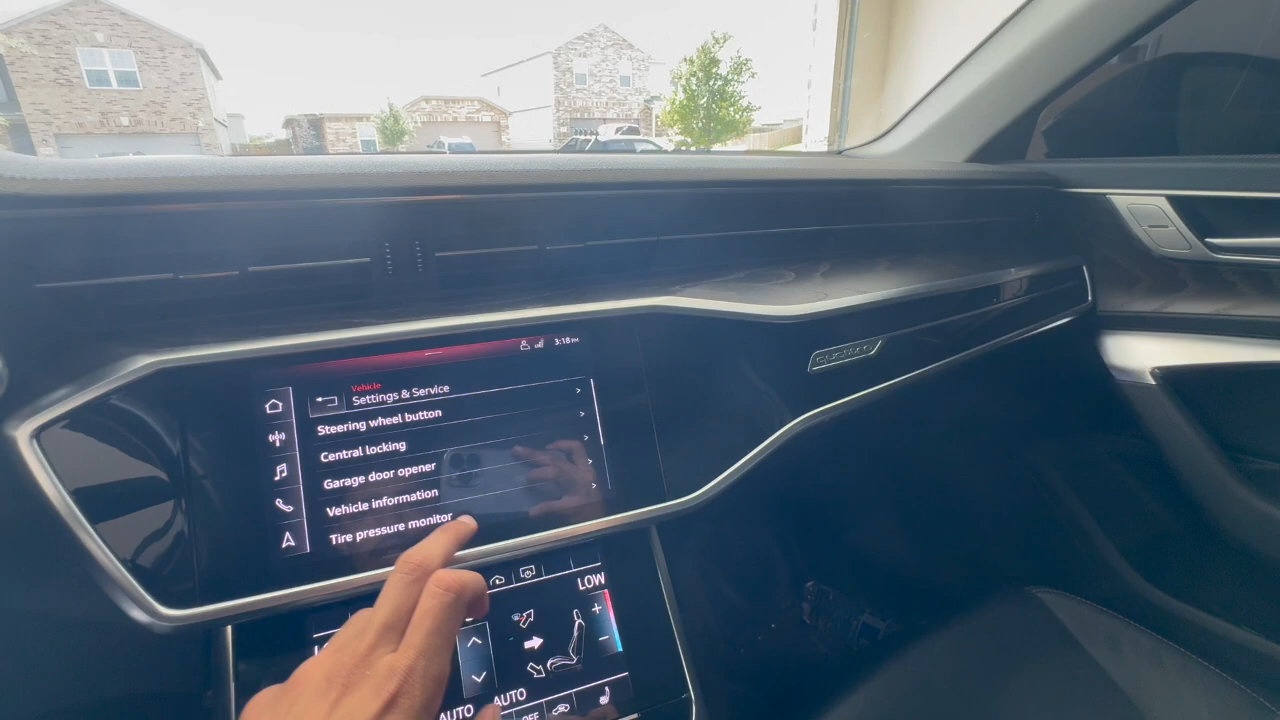 3:18 PM
Vehicle
Settings & Service
Steering wheel button
Central locking
Garage door opener
Vehicle information
Tire pressure monitor
quattro
LOW
AUTO
AUTO
OFF